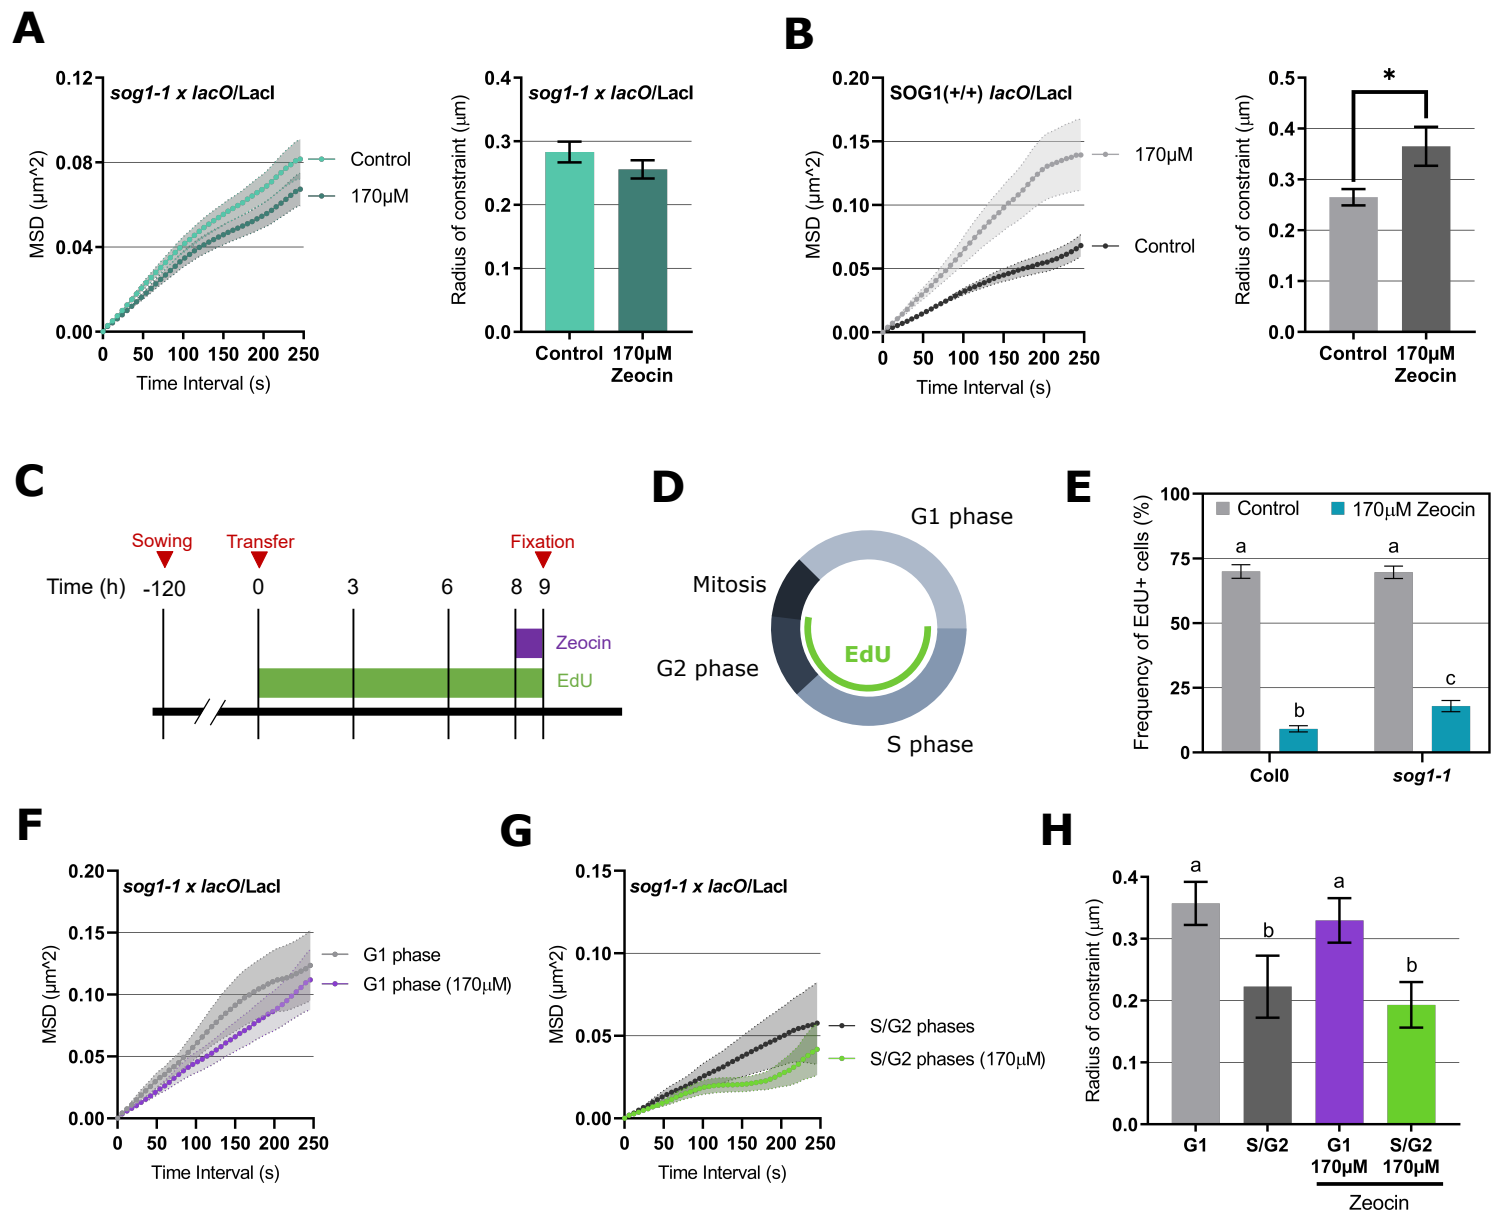 A
sog1-1 x lacO/LacI
MSD (µm^2)
0.12
0.08
0.04
0.00
0 50 100 150 200 250
Time Interval (s)
Control
170µM
sog1-1 x lacO/LacI
Radius of constraint (µm)
0.4
0.3
0.2
0.1
0.0
Control 170µM
Zeocin
B
SOG1(+/+) lacO/LacI
MSD (µm^2)
0.20
0.15
0.10
0.05
0.00
0 50 100 150 200 250
Time Interval (s)
170µM
Control
Radius of constraint (µm)
0.5
0.4
0.3
0.2
0.1
0.0
*
Control 170µM
Zeocin
C
Sowing Transfer Fixation
Time (h) -120 0 3 6 8 9
Zeocin
EdU
D
G1 phase
Mitosis
EdU
G2 phase
S phase
E
Frequency of EdU+ cells (%)
100
75
50
25
0
Control 170µM Zeocin
a b a c
Col0 sog1-1
F
sog1-1 x lacO/LacI
MSD (µm^2)
0.20
0.15
0.10
0.05
0.00
0 50 100 150 200 250
Time Interval (s)
G1 phase
G1 phase (170µM)
G
sog1-1 x lacO/LacI
MSD (µm^2)
0.15
0.10
0.05
0.00
0 50 100 150 200 250
Time Interval (s)
S/G2 phases
S/G2 phases (170µM)
H
Radius of constraint (µm)
0.4
0.3
0.2
0.1
0.0
a b a b
G1 S/G2 G1 S/G2
170µM 170µM
Zeocin